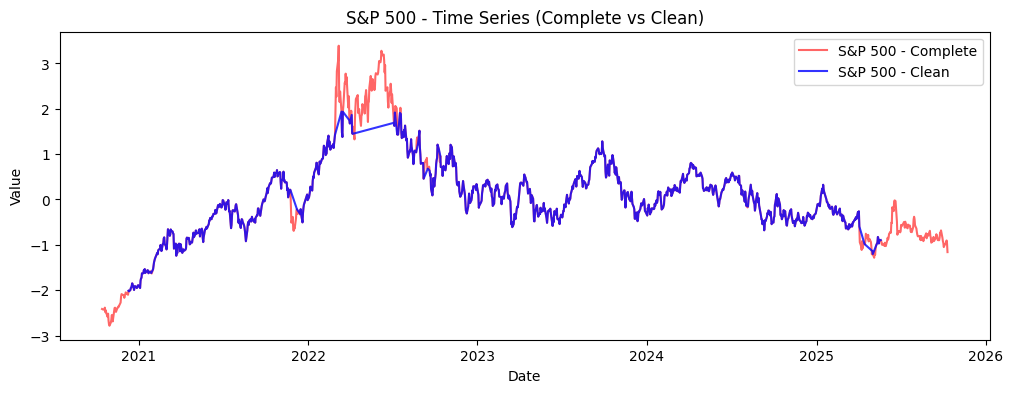 S&P 500 - Time Series (Complete vs Clean)
S&P 500 - Complete
S&P 500 - Clean
Value
3
2
1
0
−1
−2
−3
2021 2022 2023 2024 2025 2026
Date